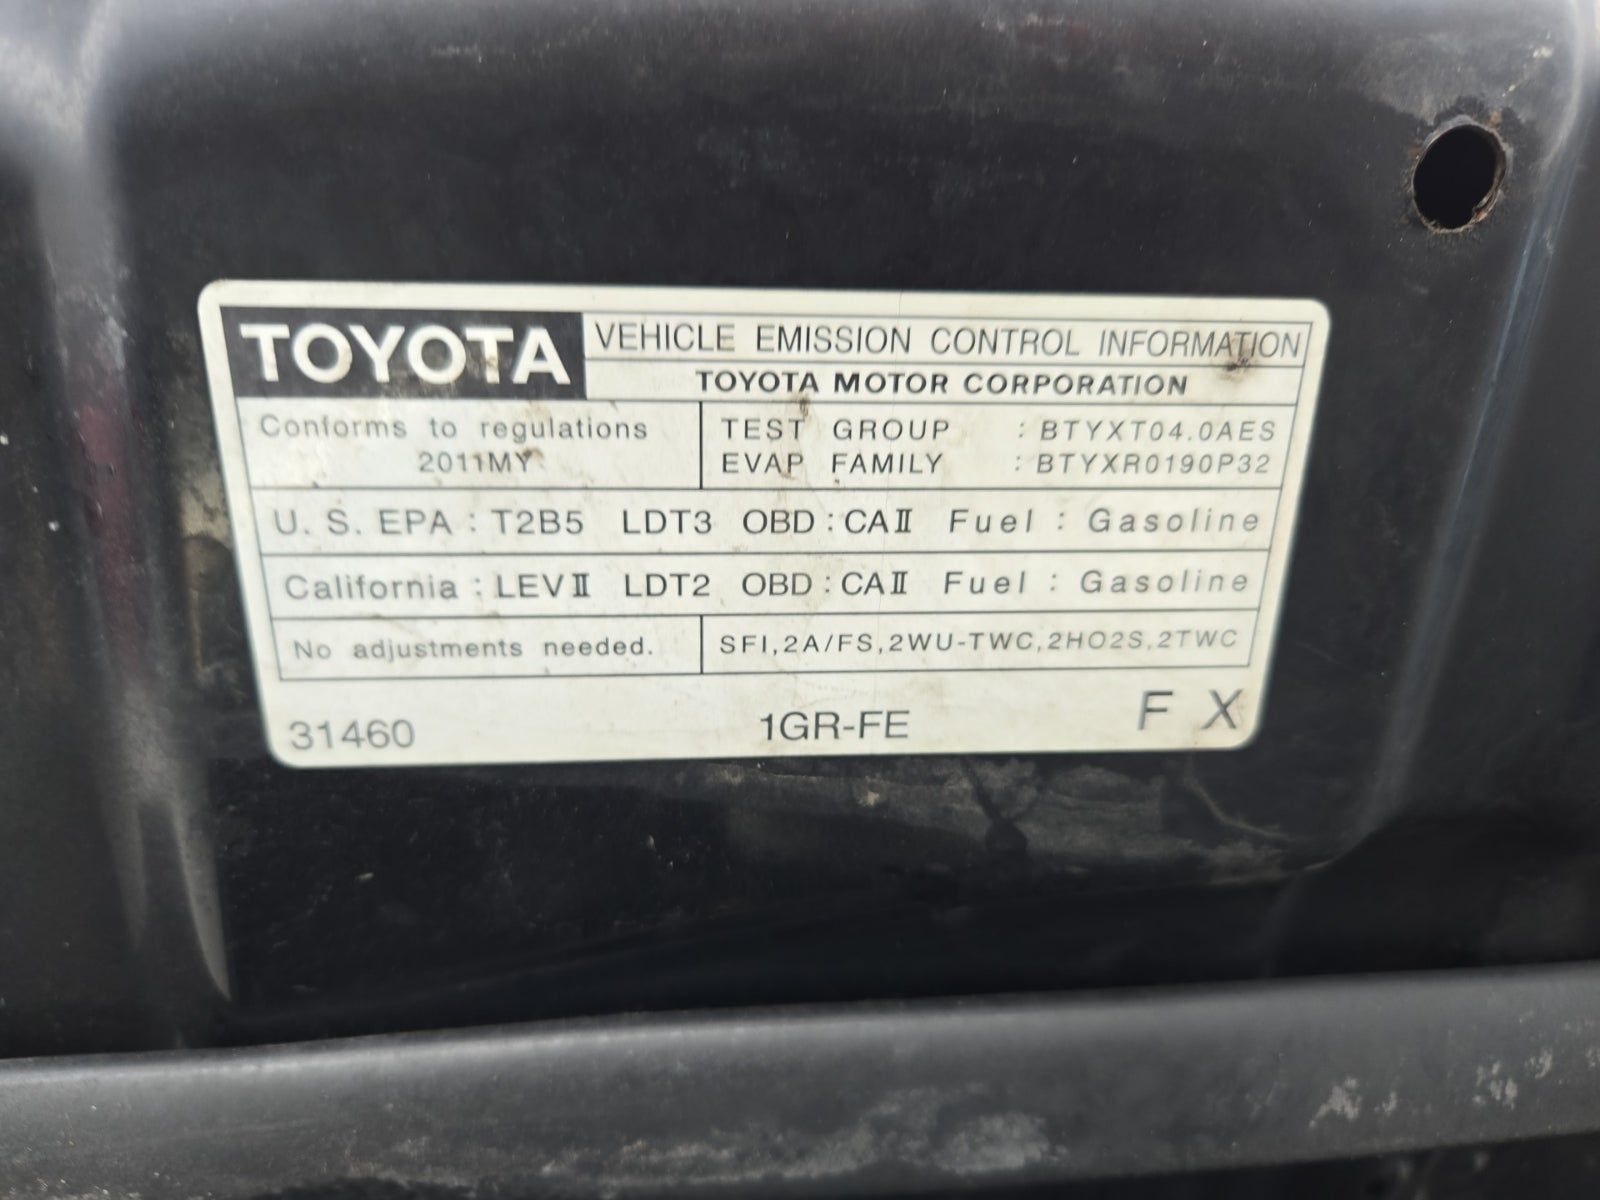 TOYOTA
VEHICLE EMISSION CONTROL INFORMATION
TOYOTA MOTOR CORPORATION
Conforms to regulations
2011MY
TEST GROUP : BTYXT04.0AES
EVAP FAMILY : BTYXR0190P32
U. S. EPA : T2B5 LDT3 OBD : CAⅡ Fuel : Gasoline
California : LEVⅡ LDT2 OBD : CAⅡ Fuel : Gasoline
No adjustments needed.
SFI,2A/FS,2WU-TWC,2HO2S,2TWC
31460
1GR-FE
F X